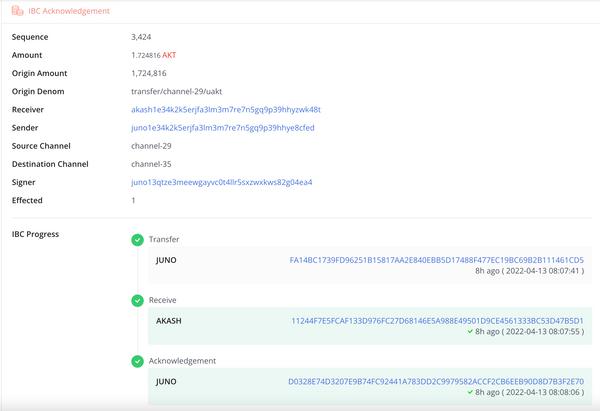 IBC Acknowledgement
Sequence 3,424
Amount 1.724816 AKT
Origin Amount 1,724,816
Origin Denom transfer/channel-29/uakt
Receiver akash1e34k2k5erjfa3lm3m7re7n5gq9p39hhyzwk48t
Sender juno1e34k2k5erjfa3lm3m7re7n5gq9p39hhye8cfed
Source Channel channel-29
Destination Channel channel-35
Signer juno13qtze3meewgayvc0t4llr5sxzwxkws82g04ea4
Effected 1
IBC Progress
Transfer
JUNO FA14BC1739FD96251B15817AA2E840EBB5D17488F477EC19BC69B2B111461CD5
8h ago ( 2022-04-13 08:07:41 )
Receive
AKASH 11244F7E5FCAF133D976FC27D68146E5A988E49501D9CE4561333BC53D47B5D1
8h ago ( 2022-04-13 08:07:55 )
Acknowledgement
JUNO D0328E74D3207E9B74FC92441A783DD2C9979582ACCF2CB6EEB90D8D7B3F2E70
8h ago ( 2022-04-13 08:08:06 )